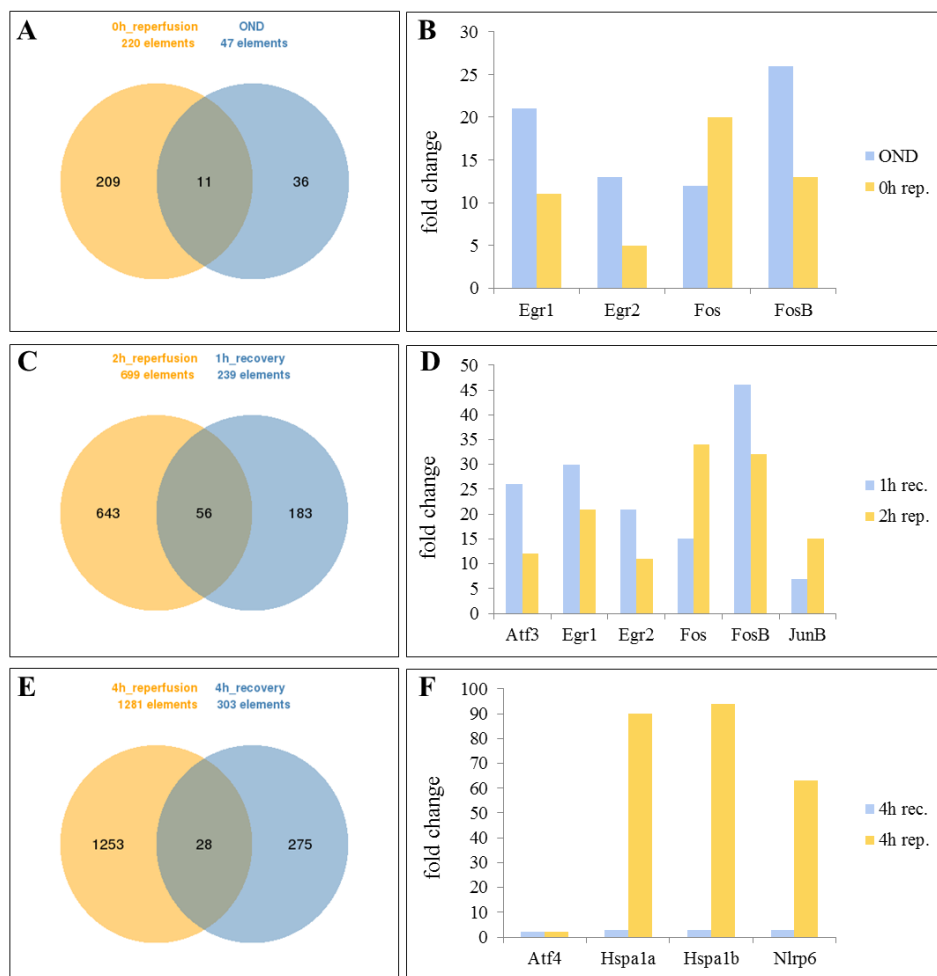 A
0h_reperfusion OND
220 elements 47 elements
209 11 36
B
fold change
30
25
20
15
10
5
0
Egr1 Egr2 Fos FosB
OND
0h rep.
C
2h_reperfusion 1h_recovery
699 elements 239 elements
643 56 183
D
fold change
50
45
40
35
30
25
20
15
10
5
0
Atf3 Egr1 Egr2 Fos FosB JunB
1h rec.
2h rep.
E
4h_reperfusion 4h_recovery
1281 elements 303 elements
1253 28 275
F
fold change
100
90
80
70
60
50
40
30
20
10
0
Atf4 Hspa1a Hspa1b Nlrp6
4h rec.
4h rep.